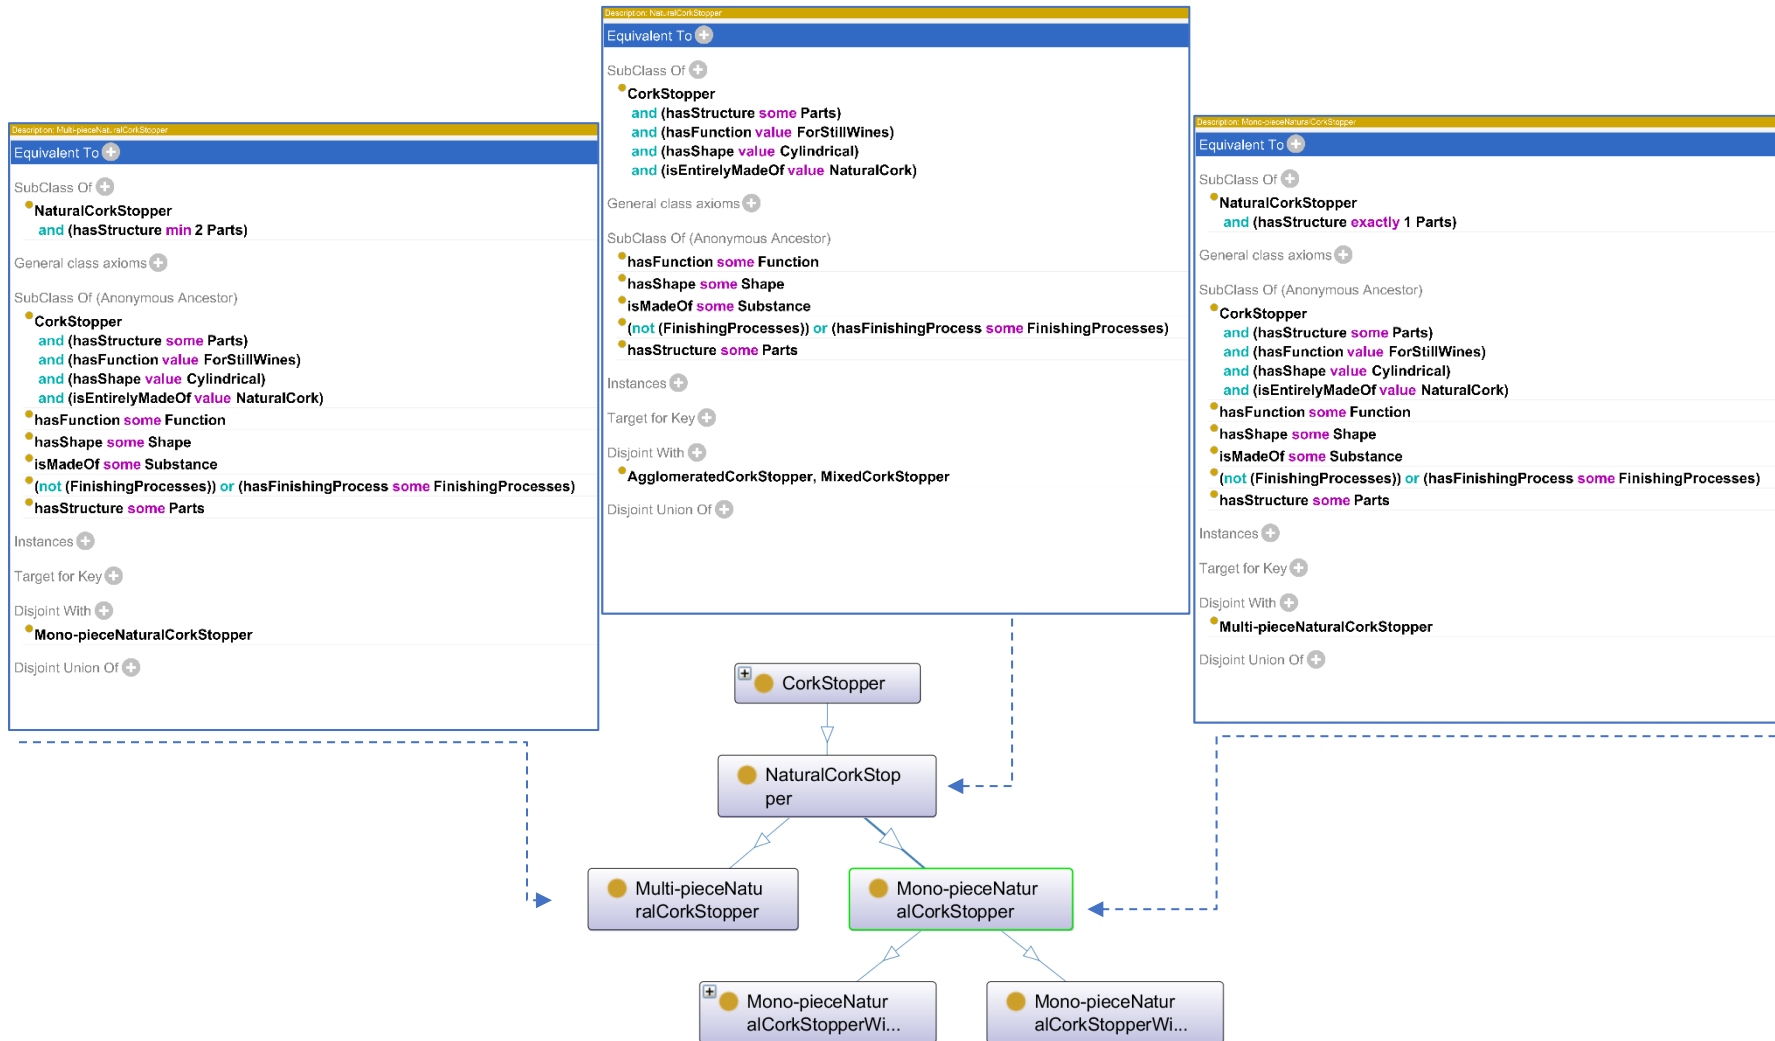 Description: Multi-pieceNaturalCorkStopper
Equivalent To
SubClass Of
NaturalCorkStopper
and (hasStructure min 2 Parts)
General class axioms
SubClass Of (Anonymous Ancestor)
CorkStopper
and (hasStructure some Parts)
and (hasFunction value ForStillWines)
and (hasShape value Cylindrical)
and (isEntirelyMadeOf value NaturalCork)
hasFunction some Function
hasShape some Shape
isMadeOf some Substance
(not (FinishingProcesses)) or (hasFinishingProcess some FinishingProcesses)
hasStructure some Parts
Instances
Target for Key
Disjoint With
Mono-pieceNaturalCorkStopper
Disjoint Union Of
Description: NaturalCorkStopper
Equivalent To
SubClass Of
CorkStopper
and (hasStructure some Parts)
and (hasFunction value ForStillWines)
and (hasShape value Cylindrical)
and (isEntirelyMadeOf value NaturalCork)
General class axioms
SubClass Of (Anonymous Ancestor)
hasFunction some Function
hasShape some Shape
isMadeOf some Substance
(not (FinishingProcesses)) or (hasFinishingProcess some FinishingProcesses)
hasStructure some Parts
Instances
Target for Key
Disjoint With
AgglomeratedCorkStopper, MixedCorkStopper
Disjoint Union Of
Description: Mono-pieceNaturalCorkStopper
Equivalent To
SubClass Of
NaturalCorkStopper
and (hasStructure exactly 1 Parts)
General class axioms
SubClass Of (Anonymous Ancestor)
CorkStopper
and (hasStructure some Parts)
and (hasFunction value ForStillWines)
and (hasShape value Cylindrical)
and (isEntirelyMadeOf value NaturalCork)
hasFunction some Function
hasShape some Shape
isMadeOf some Substance
(not (FinishingProcesses)) or (hasFinishingProcess some FinishingProcesses)
hasStructure some Parts
Instances
Target for Key
Disjoint With
Multi-pieceNaturalCorkStopper
Disjoint Union Of
CorkStopper
NaturalCorkStop
per
Multi-pieceNatu
ralCorkStopper
Mono-pieceNatur
alCorkStopper
Mono-pieceNatur
alCorkStopperWi...
Mono-pieceNatur
alCorkStopperWi...